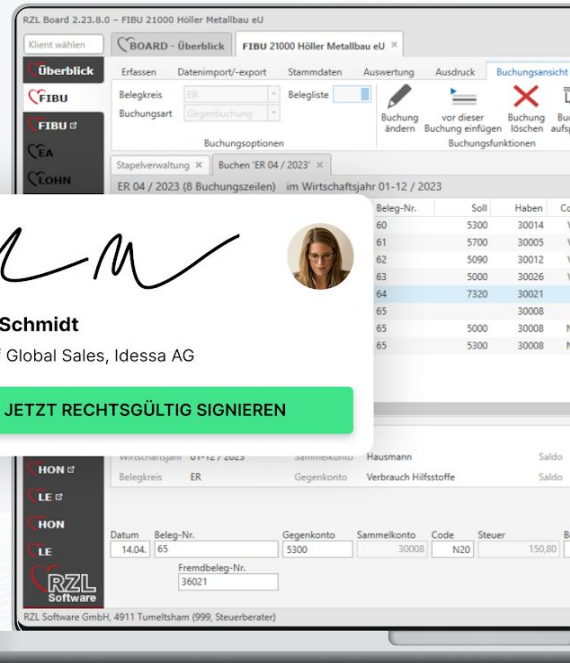 RZL Board 2.23.8.0 – FIBU 21000 Höller Metallbau eU
Klient wählen
BOARD - Überblick
FIBU 21000 Höller Metallbau eU ×
Überblick
Erfassen Datenimport/-export Stammdaten Auswertung Ausdruck Buchungsansicht
FIBU
Belegkreis ER Belegliste
Buchungsart Gegenbuchung
Buchung ändern
vor dieser Buchung einfügen
Buchung löschen
FIBU
Buchungsoptionen
Buchungsfunktionen
EA
Stapelverwaltung × Buchen 'ER 04 / 2023' ×
LOHN
ER 04 / 2023 (8 Buchungszeilen) im Wirtschaftsjahr 01-12 / 2023
Beleg-Nr. Soll Haben
60 5300 30014
61 5700 30005
62 5090 30012
63 5000 30026
64 7320 30021
65 30008
65 5000 30008 N
65 5300 30008 N
Schmidt
Global Sales, Idessa AG
JETZT RECHTSGÜLTIG SIGNIEREN
Wirtschaftsjahr 01-12 / 2023 Sammelkonto Hausmann Saldo
HON
Belegkreis ER Gegenkonto Verbrauch Hilfsstoffe Saldo
LE
HON
LE
Datum Beleg-Nr. Gegenkonto Sammelkonto Code Steuer
14.04. 65 5300 30008 N20 150,80
Fremdbeleg-Nr.
36021
RZL
Software
RZL Software GmbH, 4911 Tumeltsham (999, Steuerberater)